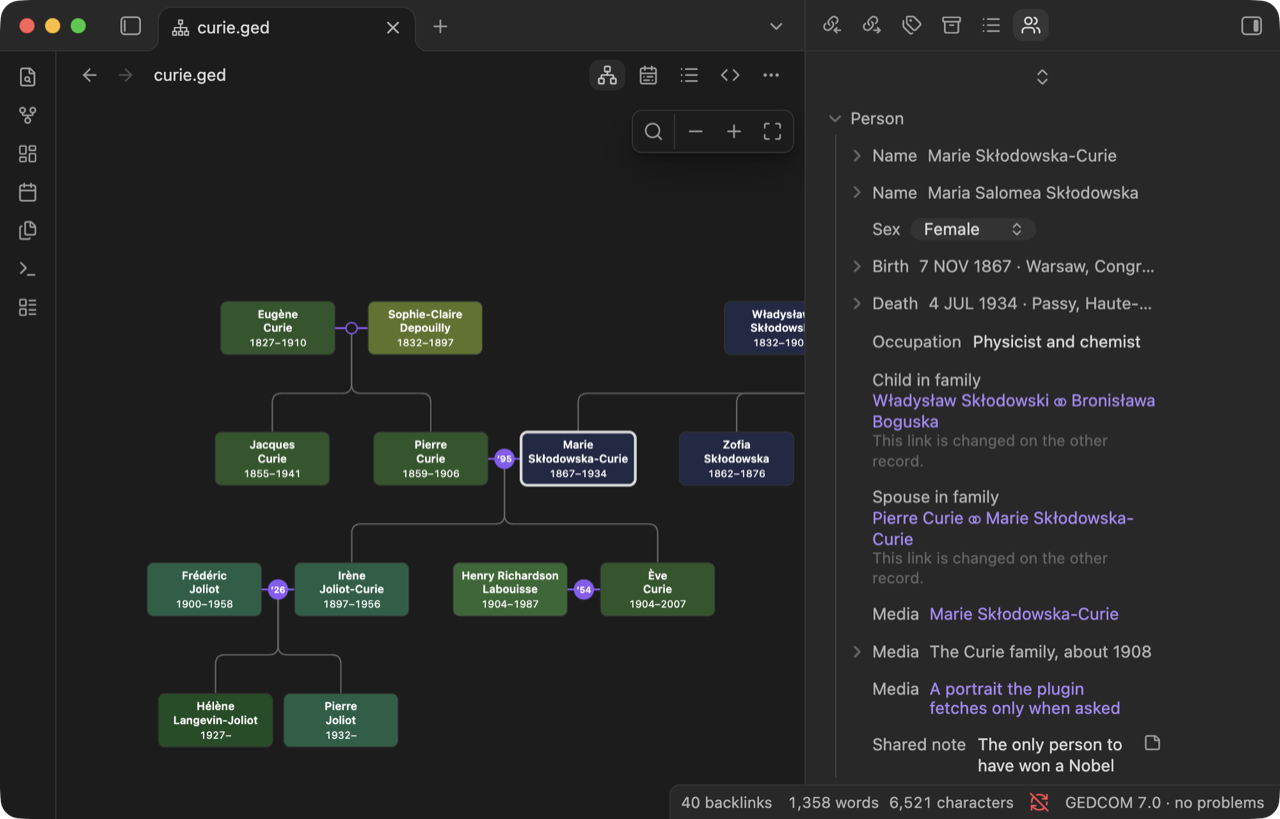 curie.ged
curie.ged
Eugène
Curie
1827–1910
Sophie-Claire
Depouilly
1832–1897
Skłodows
1832–190
Jacques
Curie
1855–1941
Pierre
Curie
1859–1906
'95
Marie
Skłodowska-Curie
1867–1934
Zofia
Skłodowska
1862–1876
Frédéric
Joliot
1900–1958
'26
Irène
Joliot-Curie
1897–1956
Henry Richardson
Labouisse
1904–1987
'54
Ève
Curie
1904–2007
Hélène
Langevin-Joliot
1927–
Pierre
Joliot
1932–
Person
Name Marie Skłodowska-Curie
Name Maria Salomea Skłodowska
Sex Female
Birth 7 NOV 1867 · Warsaw, Congr...
Death 4 JUL 1934 · Passy, Haute-...
Occupation Physicist and chemist
Child in family
Władysław Skłodowski ⚭ Bronisława
Boguska
This link is changed on the other
record.
Spouse in family
Pierre Curie ⚭ Marie Skłodowska-
Curie
This link is changed on the other
record.
Media Marie Skłodowska-Curie
Media The Curie family, about 1908
Media A portrait the plugin
fetches only when asked
Shared note The only person to
have won a Nobel
40 backlinks 1,358 words 6,521 characters GEDCOM 7.0 · no problems